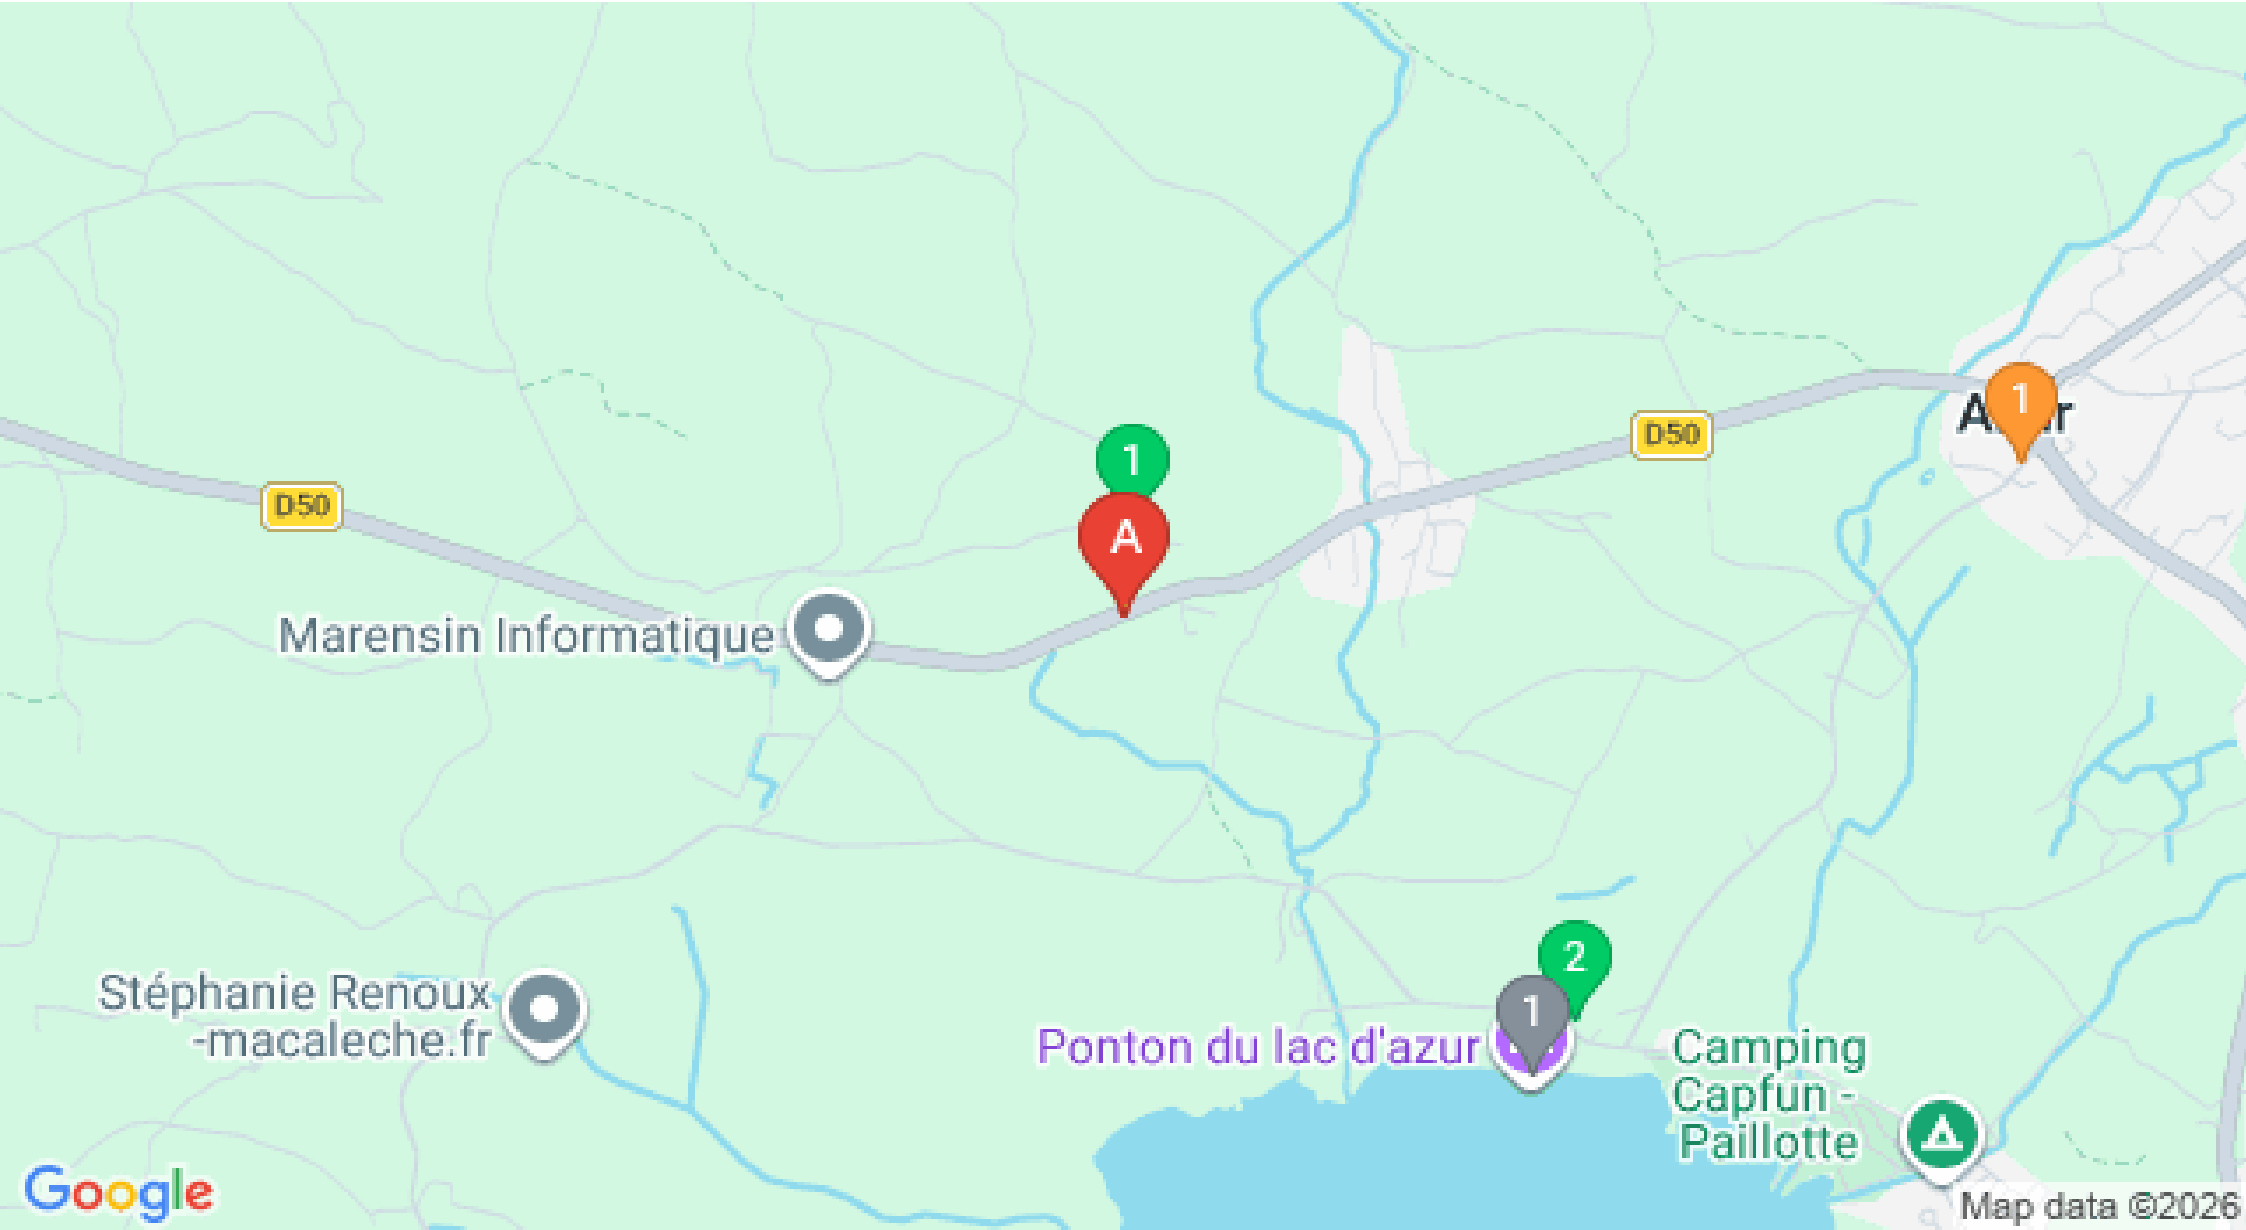 1
A
r
D50
1
A
D50
Marensin Informatique
2
Stéphanie Renoux
-macaleche.fr
1
Ponton du lac d'azur
Camping
Capfun -
Paillotte
Google
Map data ©2026